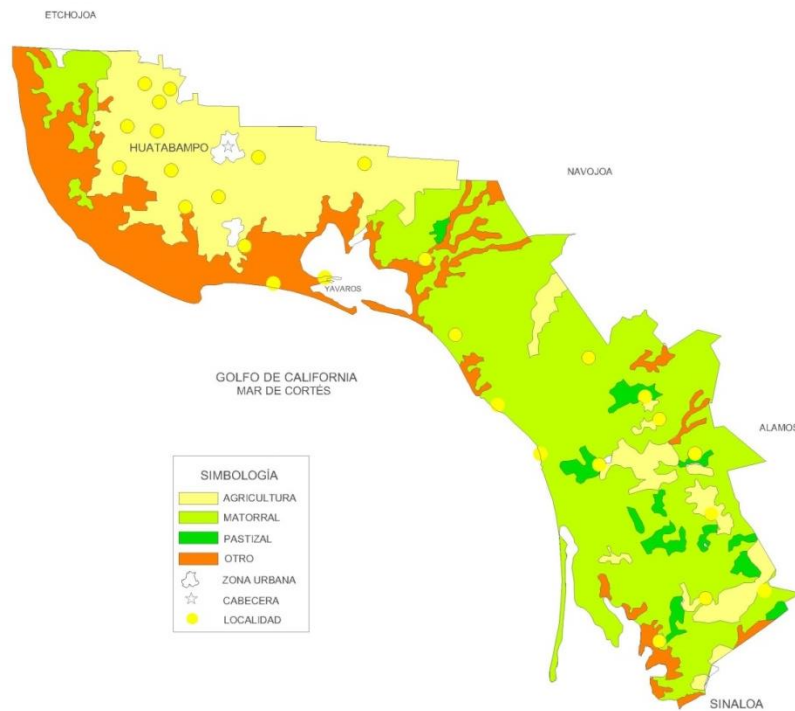 ETCHOJOA
HUATABAMPO
NAVOJOA
YAVAROS
GOLFO DE CALIFORNIA
MAR DE CORTÉS
ALAMOS
SIMBOLOGÍA
AGRICULTURA
MATORRAL
PASTIZAL
OTRO
ZONA URBANA
CABECERA
LOCALIDAD
SINALOA